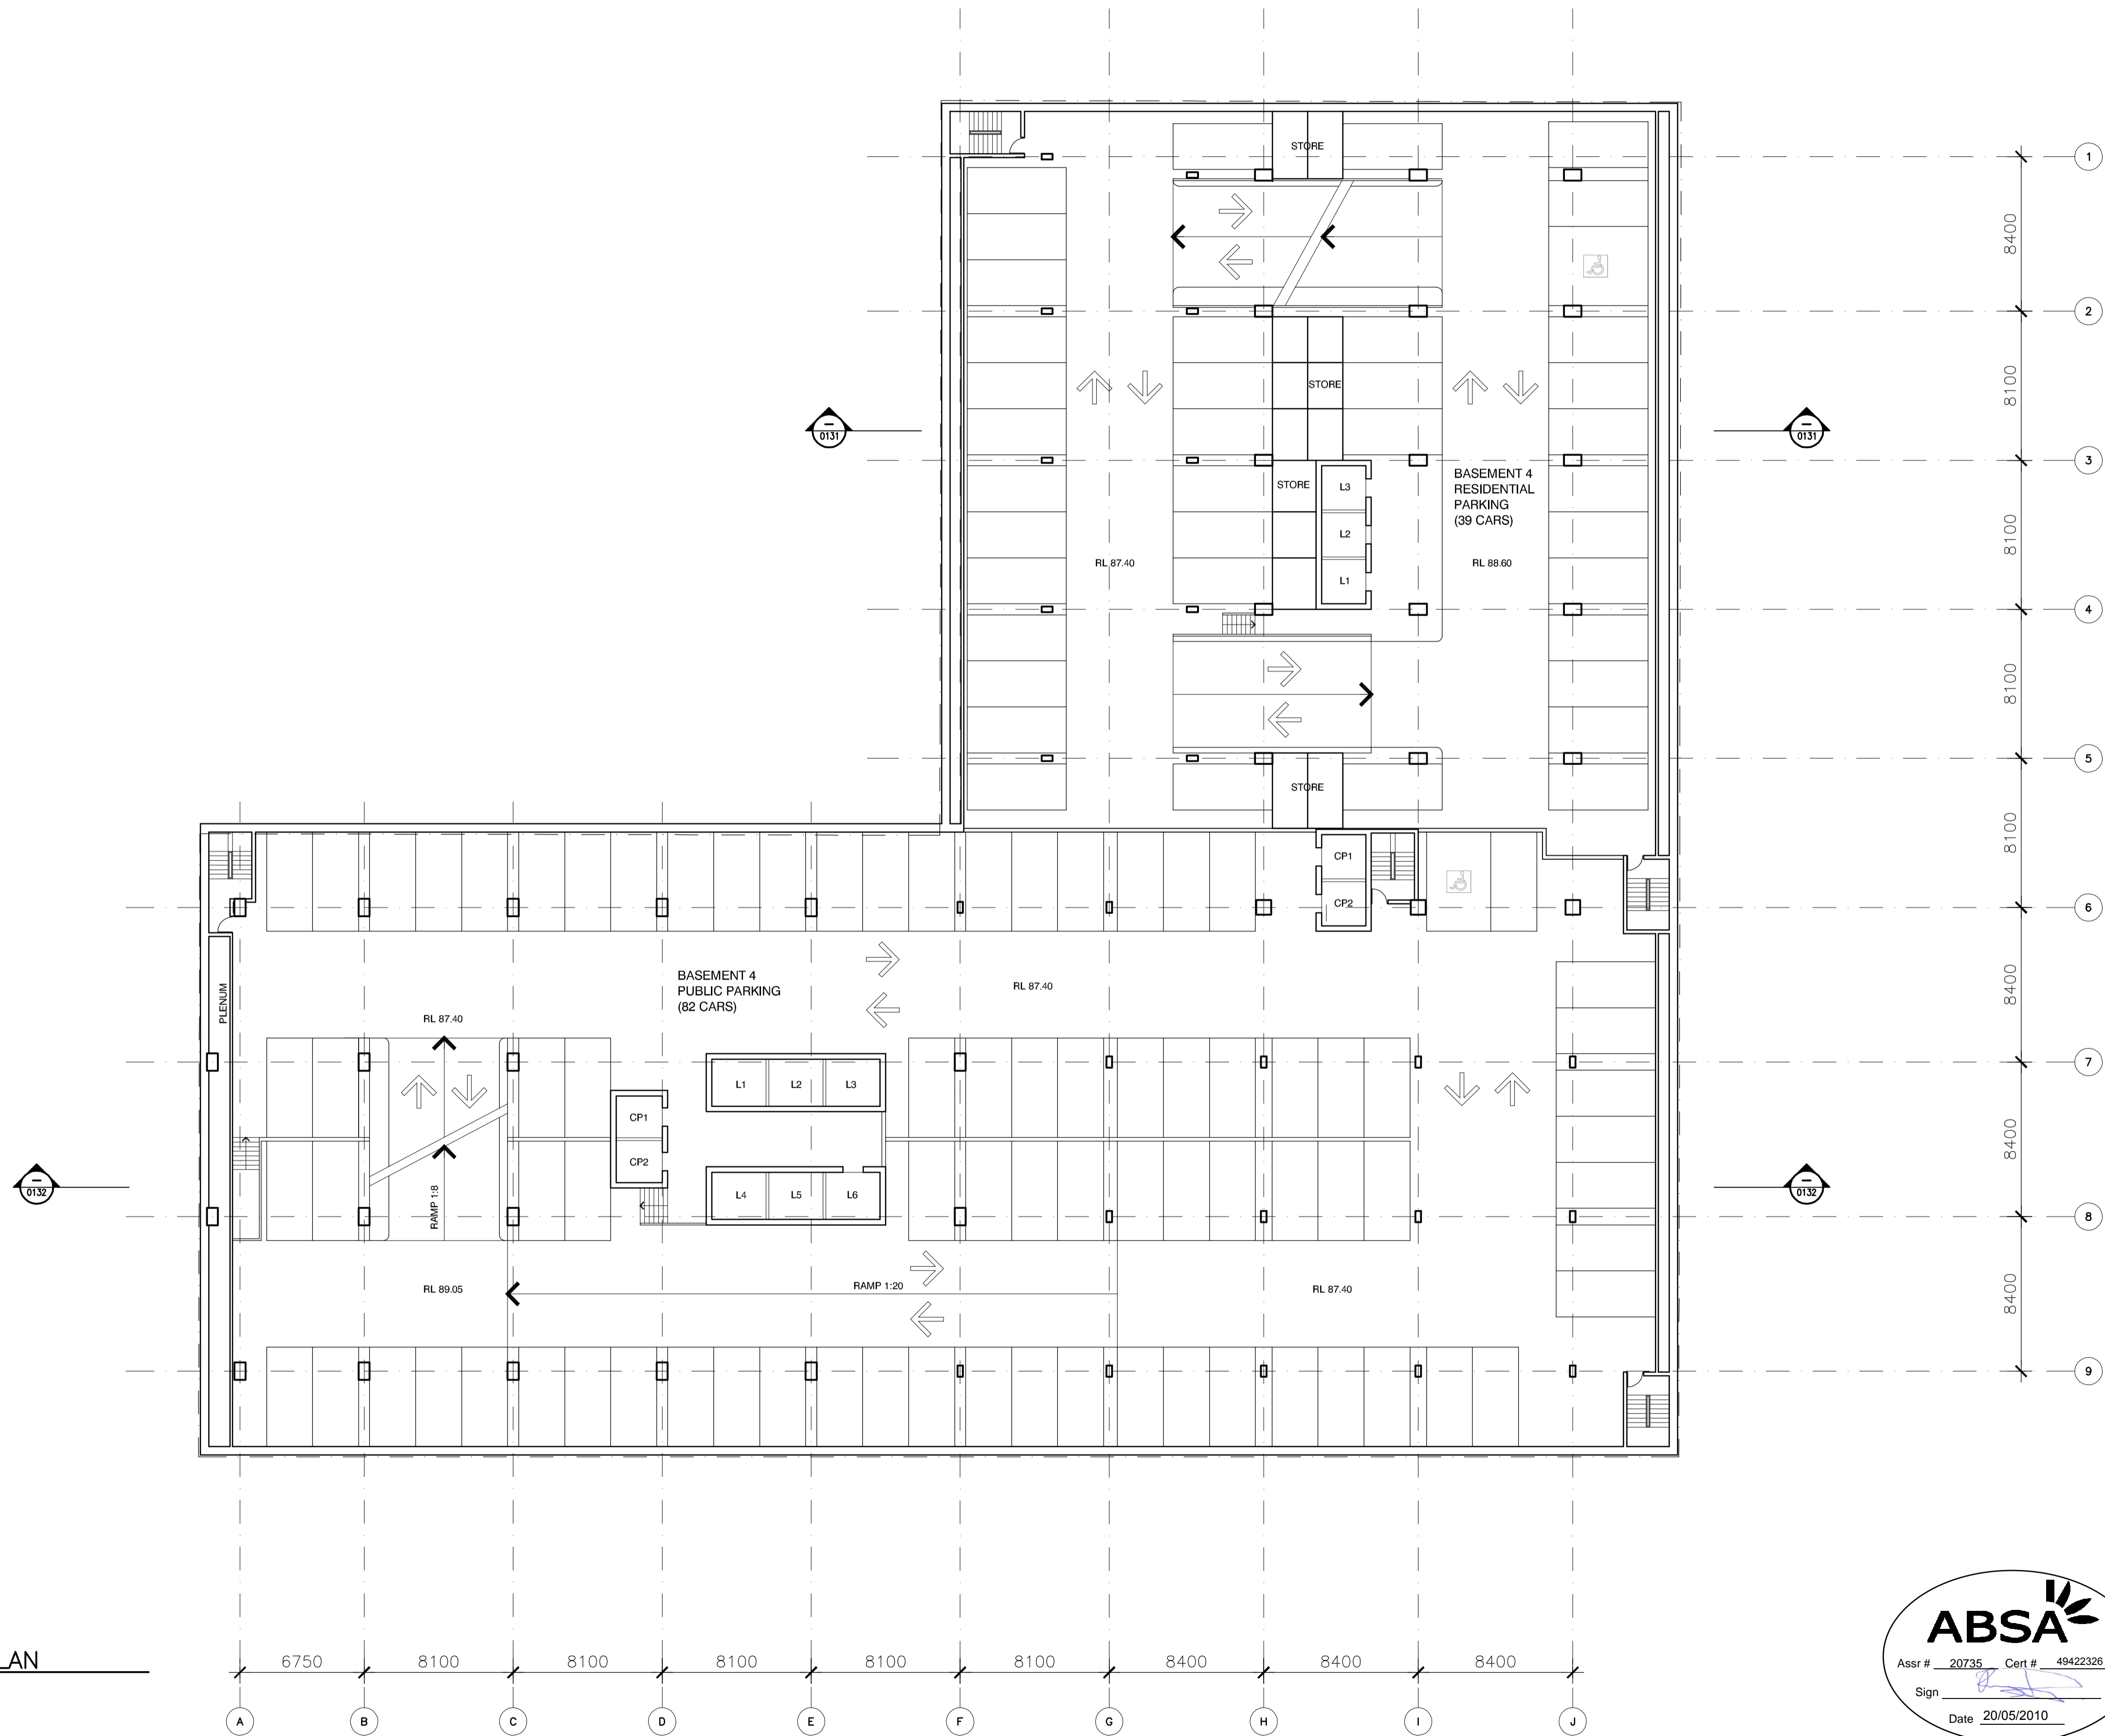 STORE
1
8400
2
8100
STORE
0131
0131
3
BASEMENT 4
RESIDENTIAL
PARKING
(39 CARS)
STORE
L3
L2
L1
8100
RL 87.40
RL 88.60
4
8100
5
STORE
8100
CP1
CP2
6
BASEMENT 4
PUBLIC PARKING
(82 CARS)
RL 87.40
PLENUM
RL 87.40
8400
7
L1
L2
L3
CP1
CP2
8400
0132
0132
L4
L5
L6
RAMP 1:8
8
RL 89.05
RAMP 1:20
RL 87.40
8400
9
6750
8100
8100
8100
8100
8100
8400
8400
8400
A
B
C
D
E
F
G
H
I
J
ABSA
Assr # 20735 Cert # 49422326
Sign
Date 20/05/2010